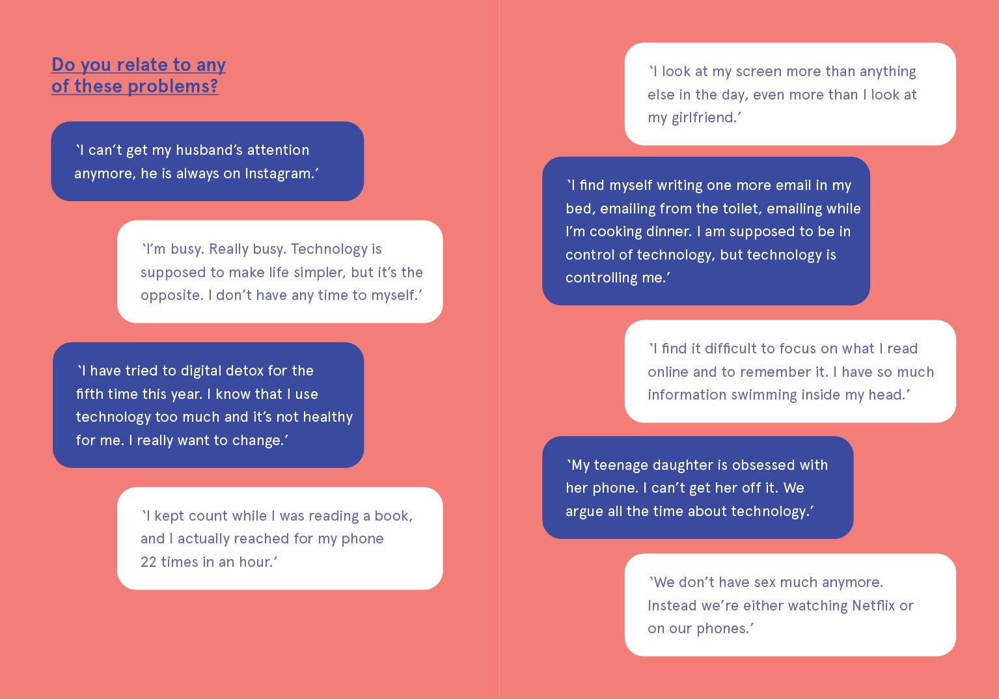 Do you relate to any
of these problems?
‘I can’t get my husband’s attention
anymore, he is always on Instagram.’
‘I’m busy. Really busy. Technology is
supposed to make life simpler, but it’s the
opposite. I don’t have any time to myself.’
‘I have tried to digital detox for the
fifth time this year. I know that I use
technology too much and it’s not healthy
for me. I really want to change.’
‘I kept count while I was reading a book,
and I actually reached for my phone
22 times in an hour.’
‘I look at my screen more than anything
else in the day, even more than I look at
my girlfriend.’
‘I find myself writing one more email in my
bed, emailing from the toilet, emailing while
I’m cooking dinner. I am supposed to be in
control of technology, but technology is
controlling me.’
‘I find it difficult to focus on what I read
online and to remember it. I have so much
information swimming inside my head.’
‘My teenage daughter is obsessed with
her phone. I can’t get her off it. We
argue all the time about technology.’
‘We don’t have sex much anymore.
Instead we’re either watching Netflix or
on our phones.’